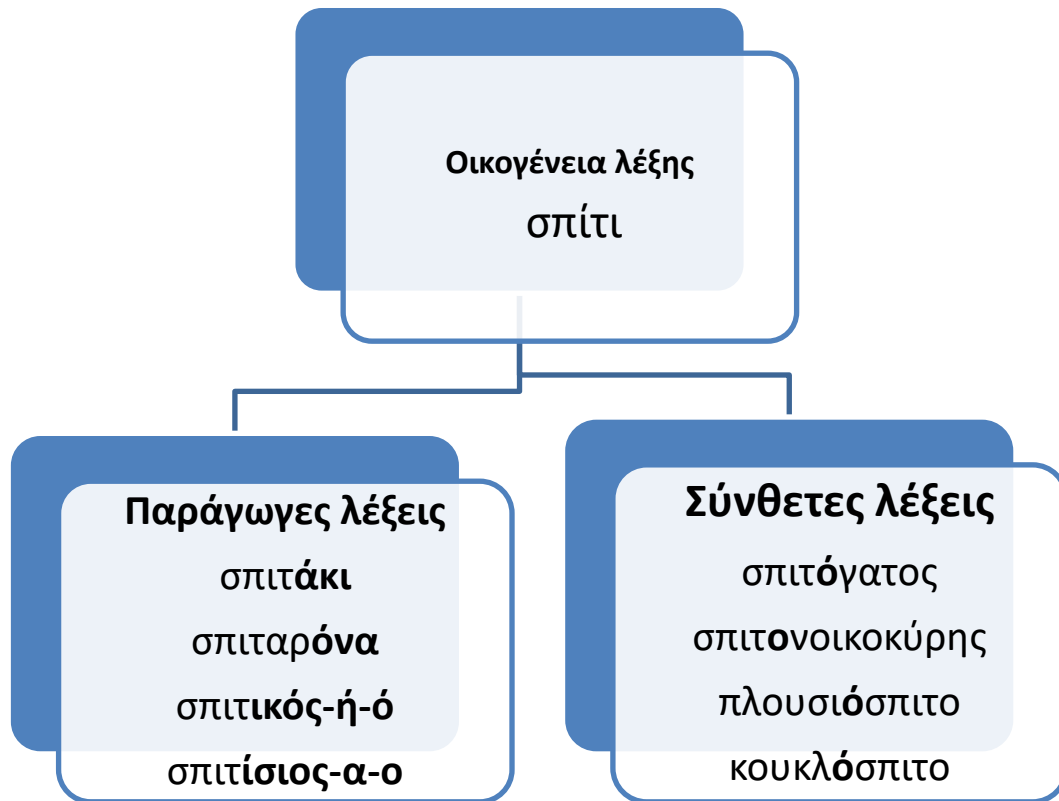 Οικογένεια λέξης
σπίτι
Παράγωγες λέξεις
σπιτάκι
σπιταρόνα
σπιτικός-ή-ό
σπιτίσιος-α-ο
Σύνθετες λέξεις
σπιτόγατος
σπιτονοικοκύρης
πλουσιόσπιτο
κουκλόσπιτο